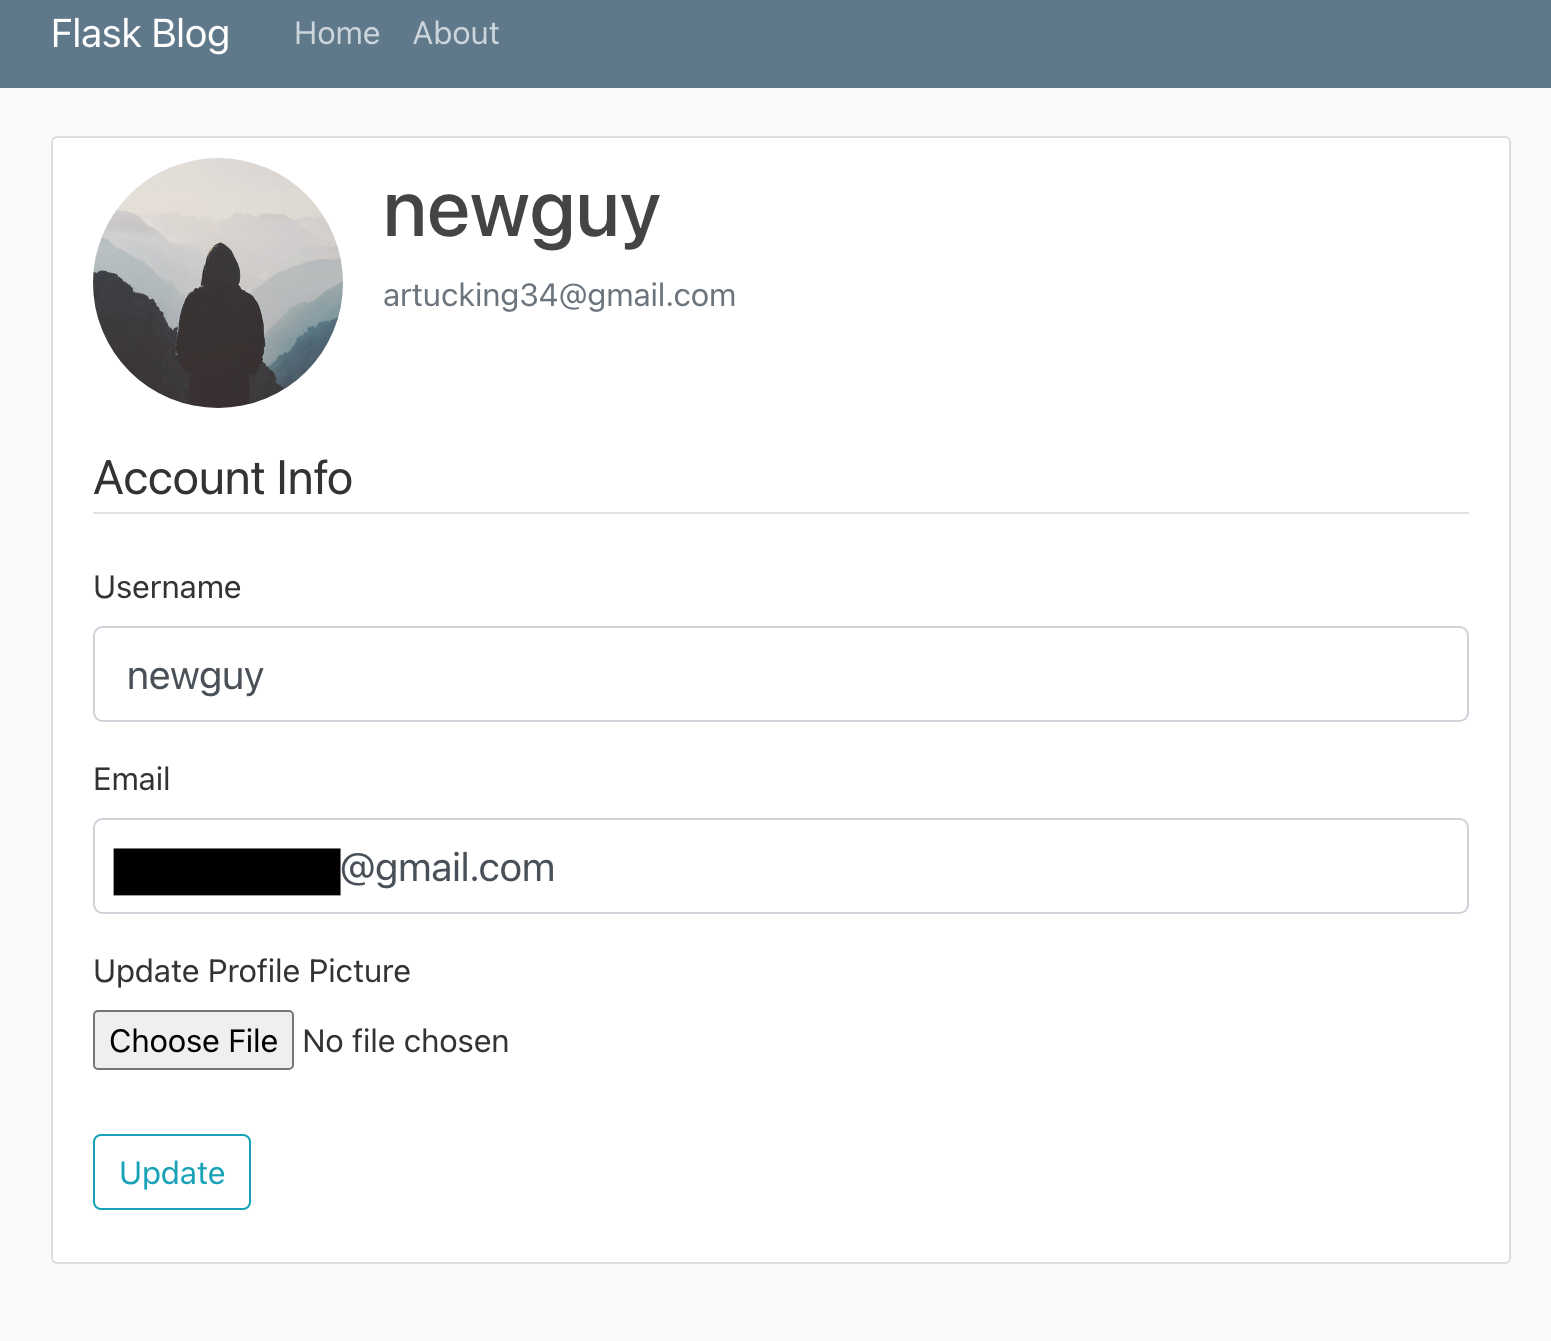 Flask Blog Home About
newguy
artucking34@gmail.com
Account Info
Username
newguy
Email
@gmail.com
Update Profile Picture
Choose File No file chosen
Update